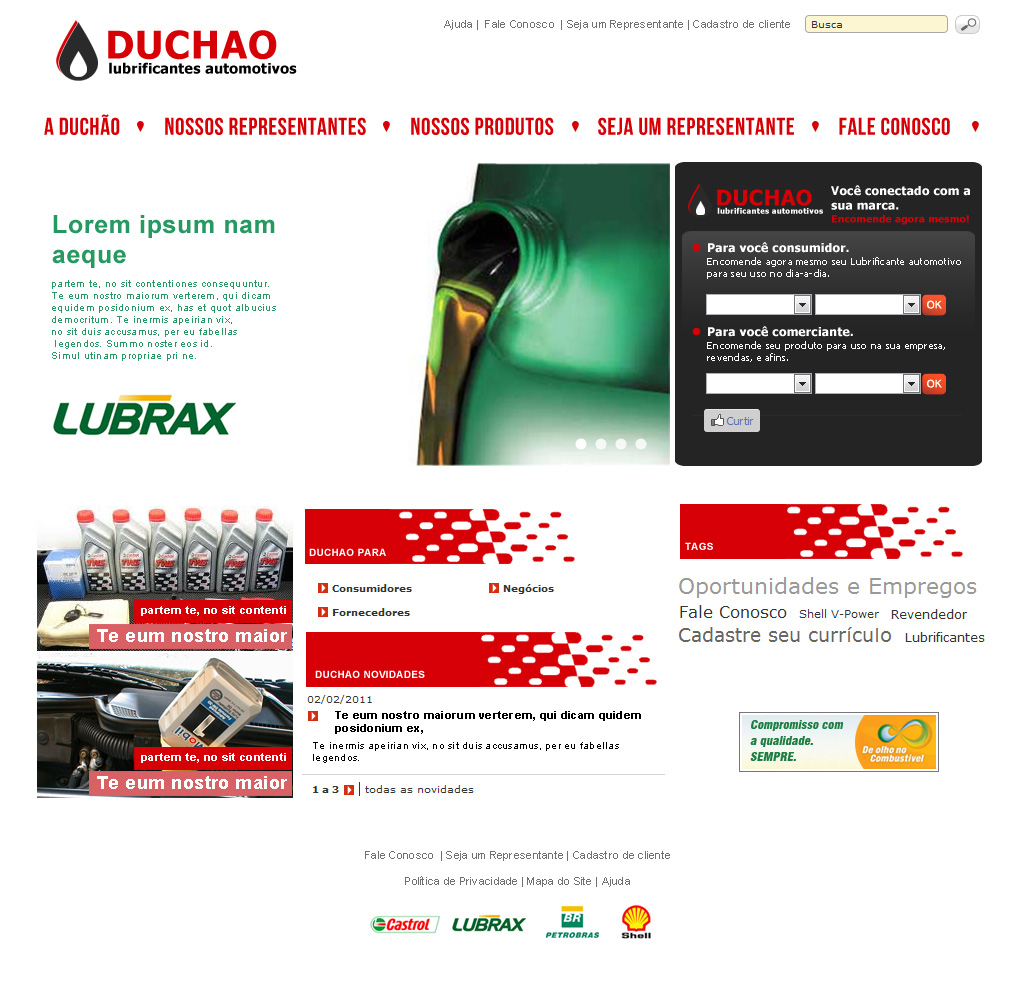 DUCHAO
lubrificantes automotivos
Ajuda | Fale Conosco | Seja um Representante | Cadastro de cliente
Busca
A DUCHÃO
NOSSOS REPRESENTANTES
NOSSOS PRODUTOS
SEJA UM REPRESENTANTE
FALE CONOSCO
Lorem ipsum nam
aeque
partem te, no sit contentiones consequuntur.
Te eum nostro maiorum verterem, qui dicam
equidem posidonium ex, has et quot albucius
democritum. Te inermis apeirian vix,
no sit duis accusamus, per eu fabellas
legendos. Summo noster eos id.
Simul utinam propriae pri ne.
LUBRAX
DUCHAO
lubrificantes automotivos
Você conectado com a
sua marca.
Encomende agora mesmo!
Para você consumidor.
Encomende agora mesmo seu Lubrificante automotivo
para seu uso no dia-a-dia.
OK
Para você comerciante.
Encomende seu produto para uso na sua empresa,
revendas, e afins.
OK
Curtir
partem te, no sit contenti
Te eum nostro maior
partem te, no sit contenti
Te eum nostro maior
DUCHAO PARA
Consumidores
Negócios
Fornecedores
DUCHAO NOVIDADES
02/02/2011
Te eum nostro maiorum verterem, qui dicam quidem
posidonium ex,
Te inermis apeirian vix, no sit duis accusamus, per eu fabellas
legendos.
1 a 3 | todas as novidades
TAGS
Oportunidades e Empregos
Fale Conosco Shell V-Power Revendedor
Cadastre seu currículo Lubrificantes
Compromisso com
a qualidade.
SEMPRE.
De olho no
Combustível
Fale Conosco | Seja um Representante | Cadastro de cliente
Política de Privacidade | Mapa do Site | Ajuda
Castrol
LUBRAX
BR
PETROBRAS
Shell